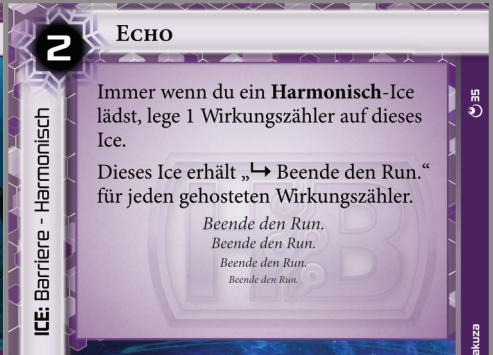 2
ECHO
ICE: Barriere - Harmonisch
Immer wenn du ein Harmonisch-Ice
lädst, lege 1 Wirkungszähler auf dieses
Ice.
Dieses Ice erhält „↳ Beende den Run.“
für jeden gehosteten Wirkungszähler.
Beende den Run.
Beende den Run.
Beende den Run.
Beende den Run.
HB
35